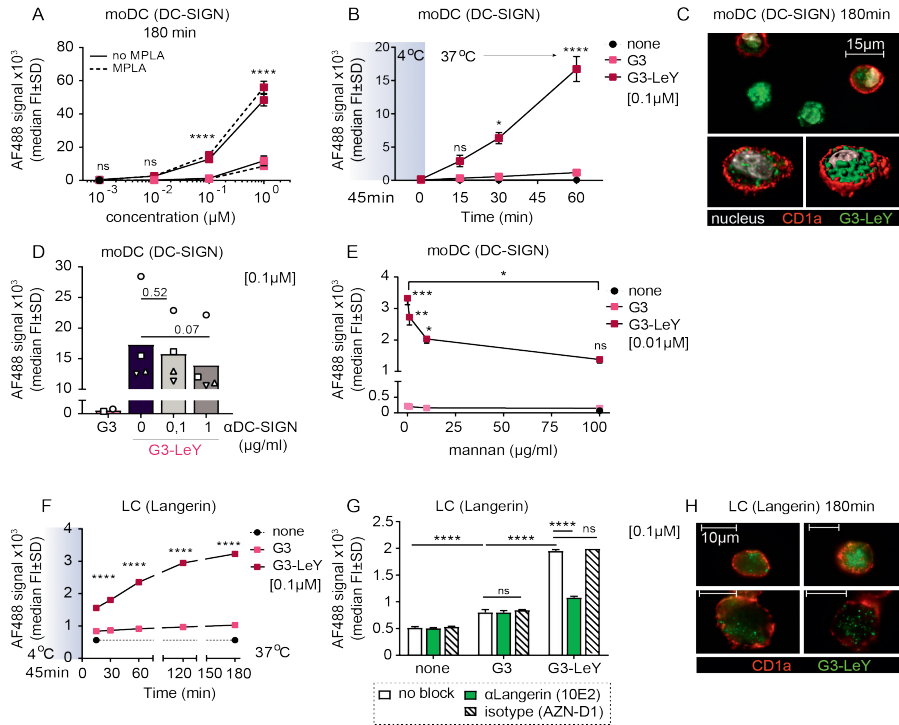 A
moDC (DC-SIGN)
180 min
AF488 signal x10³
(median FI±SD)
no MPLA
MPLA
80
60
40
20
0
ns
ns
****
****
10⁻³
10⁻²
10⁻¹
10⁰
concentration (µM)
B
moDC (DC-SIGN)
AF488 signal x10³
(median FI±SD)
4 °C
37 °C
20
15
10
5
0
ns
*
****
45min
0
15
30
45
60
Time (min)
none
G3
G3-LeY
[0.1µM]
C
moDC (DC-SIGN) 180min
15µm
nucleus CD1a G3-LeY
D
moDC (DC-SIGN)
[0.1µM]
AF488 signal x10³
(median FI±SD)
30
25
20
15
10
0
0.52
0.07
G3
0
0,1
1
αDC-SIGN
(µg/ml)
G3-LeY
E
moDC (DC-SIGN)
AF488 signal x10³
(median FI±SD)
4
3
2
1
0.5
0
*
***
**
*
ns
0
25
50
75
100
mannan (µg/ml)
none
G3
G3-LeY
[0.01µM]
F
LC (Langerin)
AF488 signal x10³
(median FI±SD)
4
3
2
1
0
****
****
****
****
4 °C
45min
0
30
60
120
180
37°C
Time (min)
none
G3
G3-LeY
[0.1µM]
G
LC (Langerin)
[0.1µM]
AF488 signal x10³
(median FI±SD)
2
2.5
1
0.5
0
****
****
****
ns
ns
none
G3
G3-LeY
no block
αLangerin (10E2)
isotype (AZN-D1)
H
LC (Langerin) 180min
10µm
CD1a G3-LeY